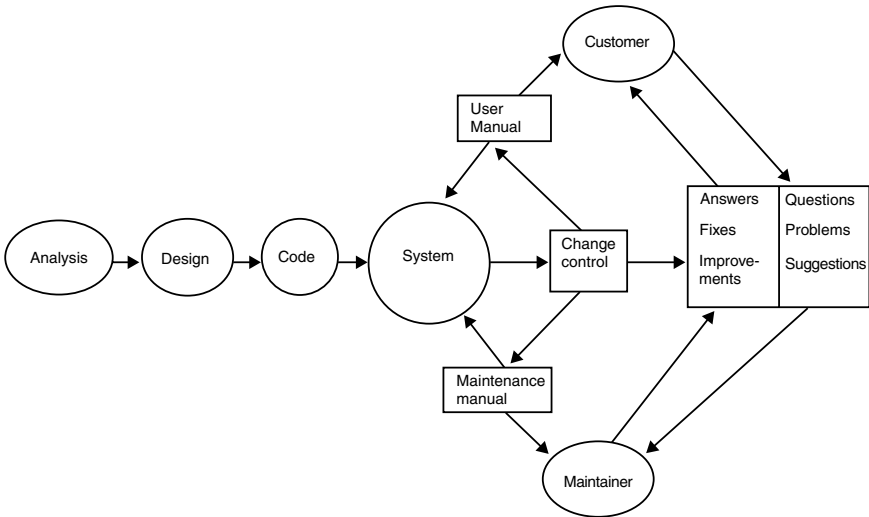 Customer
User
Manual
Answers
Fixes
Improve-
ments
Questions
Problems
Suggestions
Analysis
Design
Code
System
Change
control
Maintenance
manual
Maintainer